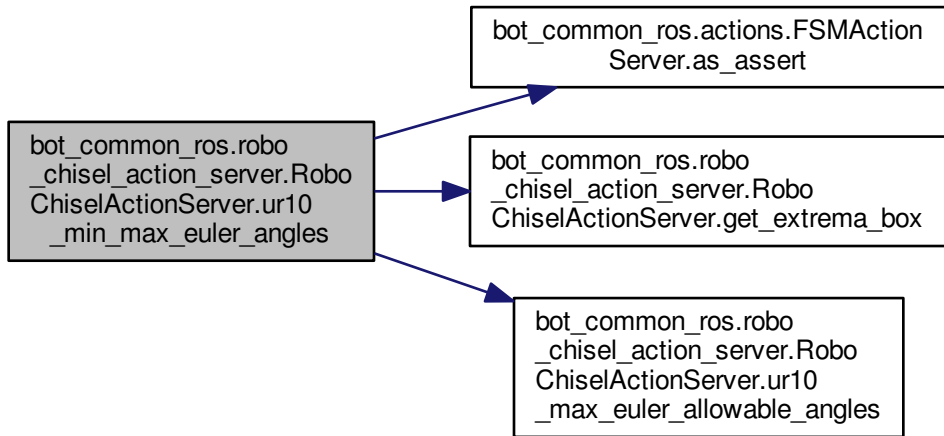 bot_common_ros.robo
_chisel_action_server.Robo
ChiselActionServer.ur10
_min_max_euler_angles
bot_common_ros.actions.FSMAction
Server.as_assert
bot_common_ros.robo
_chisel_action_server.Robo
ChiselActionServer.get_extrema_box
bot_common_ros.robo
_chisel_action_server.Robo
ChiselActionServer.ur10
_max_euler_allowable_angles